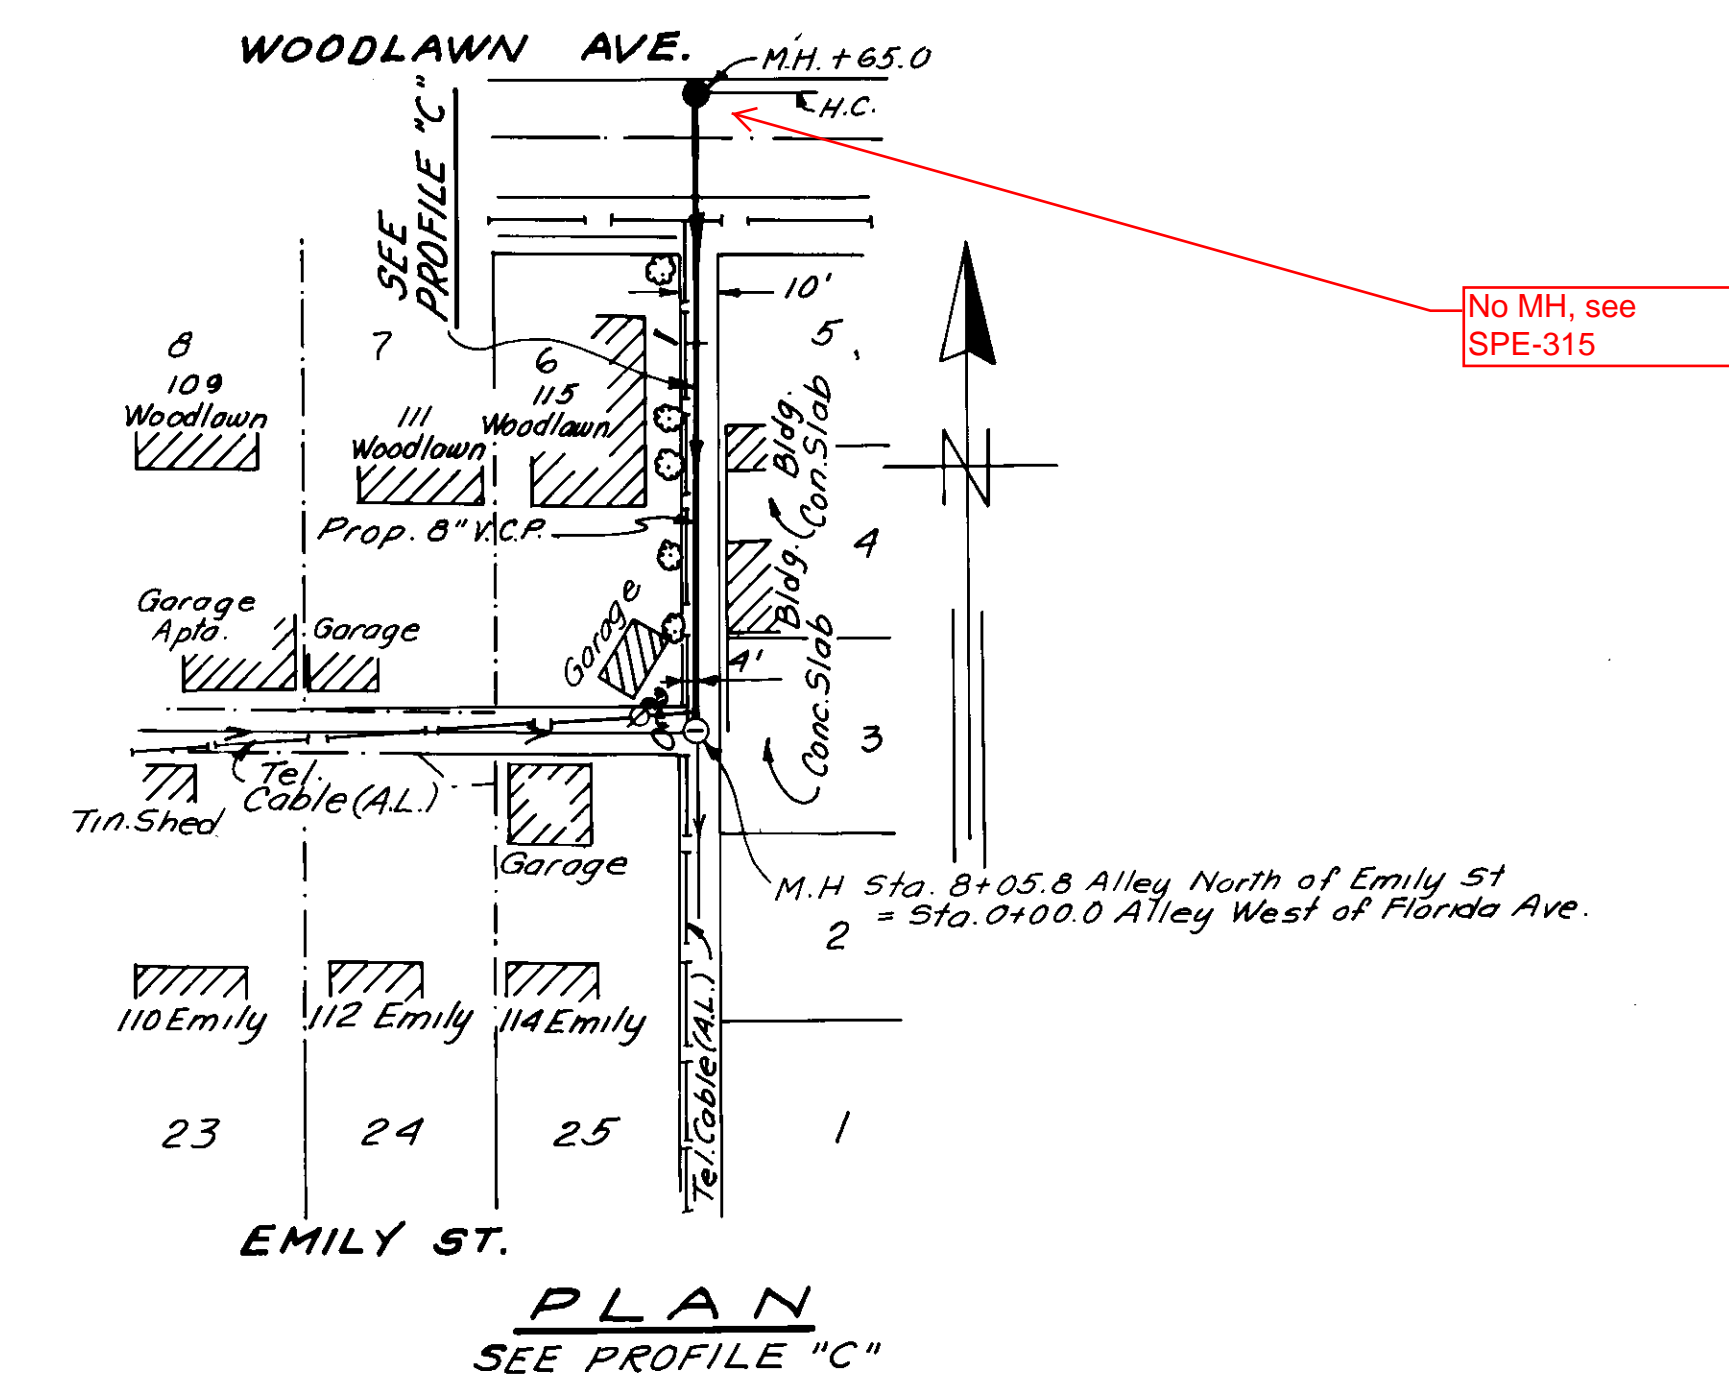 WOODLAWN AVE.
M.H. + 65.0
H.C.
SEE
PROFILE "C"
No MH, see
SPE-315
10'
5
8
109
Woodlawn
7
111
Woodlawn
6
115
Woodlawn
Bldg.
Con.Slab
N
Prop. 8" V.C.P.
4
Bldg.
Garage
Apts.
Garage
Garage
4'
Conc.Slab
3
Tel.
Cable (A.L.)
Tin.Shed
Garage
M.H Sta. 8+05.8 Alley North of Emily St
= Sta.0+00.0 Alley West of Florida Ave.
2
110 Emily
112 Emily
114 Emily
Tel.Cable (A.L.)
23
24
25
1
EMILY ST.
PLAN
SEE PROFILE "C"